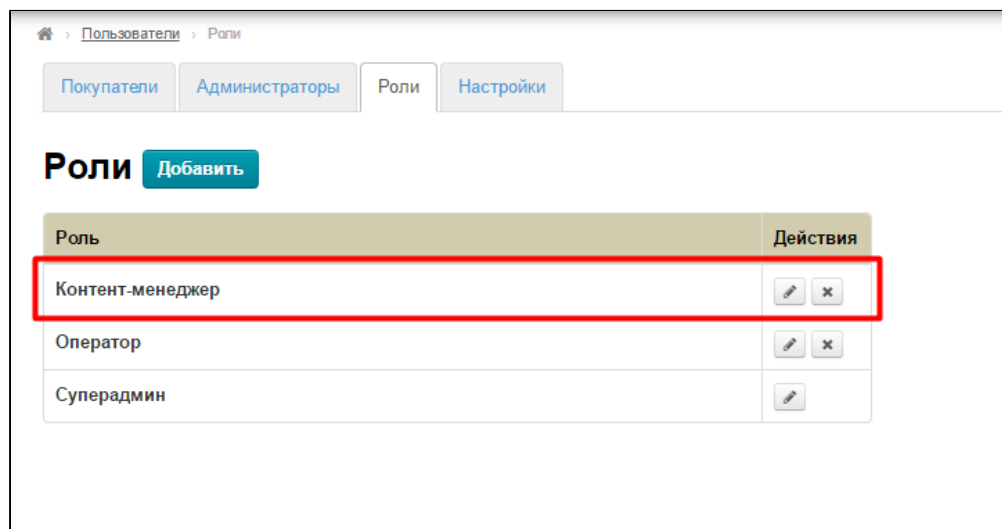 Пользователи › Роли
Покупатели Администраторы Роли Настройки
Роли Добавить
Роль Действия
Контент-менеджер
Оператор
Суперадмин